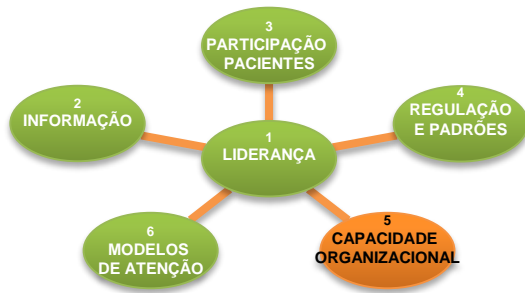 3
PARTICIPAÇÃO
PACIENTES
2
INFORMAÇÃO
4
REGULAÇÃO
E PADRÕES
1
LIDERANÇA
6
MODELOS
DE ATENÇÃO
5
CAPACIDADE
ORGANIZACIONAL